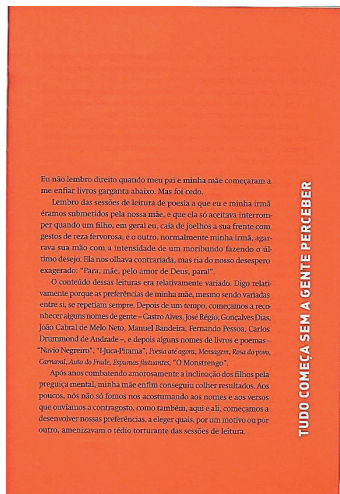 Eu não lembro direito quando meu pai e minha mãe começaram a
me enfiar livros garganta abaixo. Mas foi cedo.
Lembro das sessões de leitura de poesia a que eu e minha irmã
éramos submetidos pela nossa mãe, e que ela só aceitava interrom-
per quando um filho, em geral eu, caía de joelhos a sua frente com
gestos de reza fervorosa, e o outro, normalmente minha irmã, agar-
rava sua mão com a intensidade de um moribundo fazendo o úl-
timo desejo. Ela nos olhava contrariada, mas ria do nosso desespero
exagerado: "Para, mãe, pelo amor de Deus, para!".
O conteúdo dessas leituras era relativamente variado. Digo relati-
vamente porque as preferências de minha mãe, mesmo sendo variadas
entre si, se repetiam sempre. Depois de um tempo, começamos a reco-
nhecer alguns nomes de gente – Castro Alves, José Régio, Gonçalves Dias,
João Cabral de Melo Neto, Manuel Bandeira, Fernando Pessoa, Carlos
Drummond de Andrade –, e depois alguns nomes de livros e poemas –
"Navio Negreiro", "I-Juca-Pirama", Poesia até agora, Mensagem, Rosa do povo,
Carnaval, Auto do Frade, Espumas flutuantes, "O Monstrengo".
Após anos combatendo amorosamente a inclinação dos filhos pela
preguiça mental, minha mãe enfim conseguiu colher resultados. Aos
poucos, nós não só fomos nos acostumando aos nomes e aos versos
que ouvíamos a contragosto, como também, aqui e ali, começamos a
desenvolver nossas preferências, a eleger quais, por um motivo ou por
outro, amenizavam o tédio torturante das sessões de leitura.
TUDO COMEÇA SEM A GENTE PERCEBER